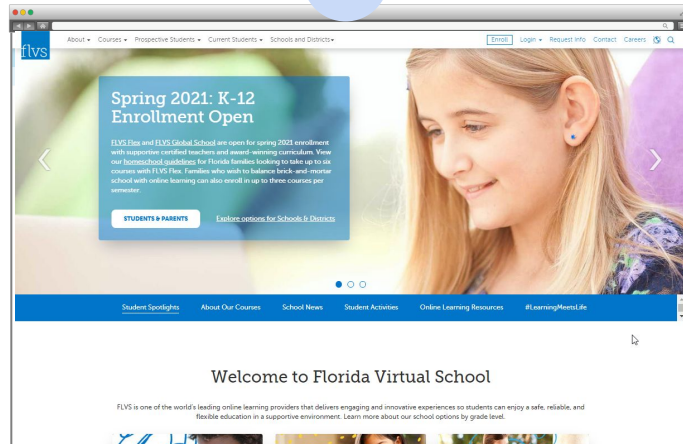 flvs
About Courses Prospective Students Current Students Schools and Districts Enroll Login Request Info Contact Careers
Spring 2021: K-12
Enrollment Open
FLVS Flex and FLVS Global School are open for spring 2021 enrollment
with supportive certified teachers and award-winning curriculum. View
our homeschool guidelines for Florida families looking to take up to six
courses with FLVS Flex. Families who wish to balance brick-and-mortar
school with online learning can also enroll in up to three courses per
semester.
STUDENTS & PARENTS Explore options for Schools & Districts
Student Spotlights About Our Courses School News Student Activities Online Learning Resources #LearningMeetsLife
Welcome to Florida Virtual School
FLVS is one of the world's leading online learning providers that delivers engaging and innovative experiences so students can enjoy a safe, reliable, and
flexible education in a supportive environment. Learn more about our school options by grade level.